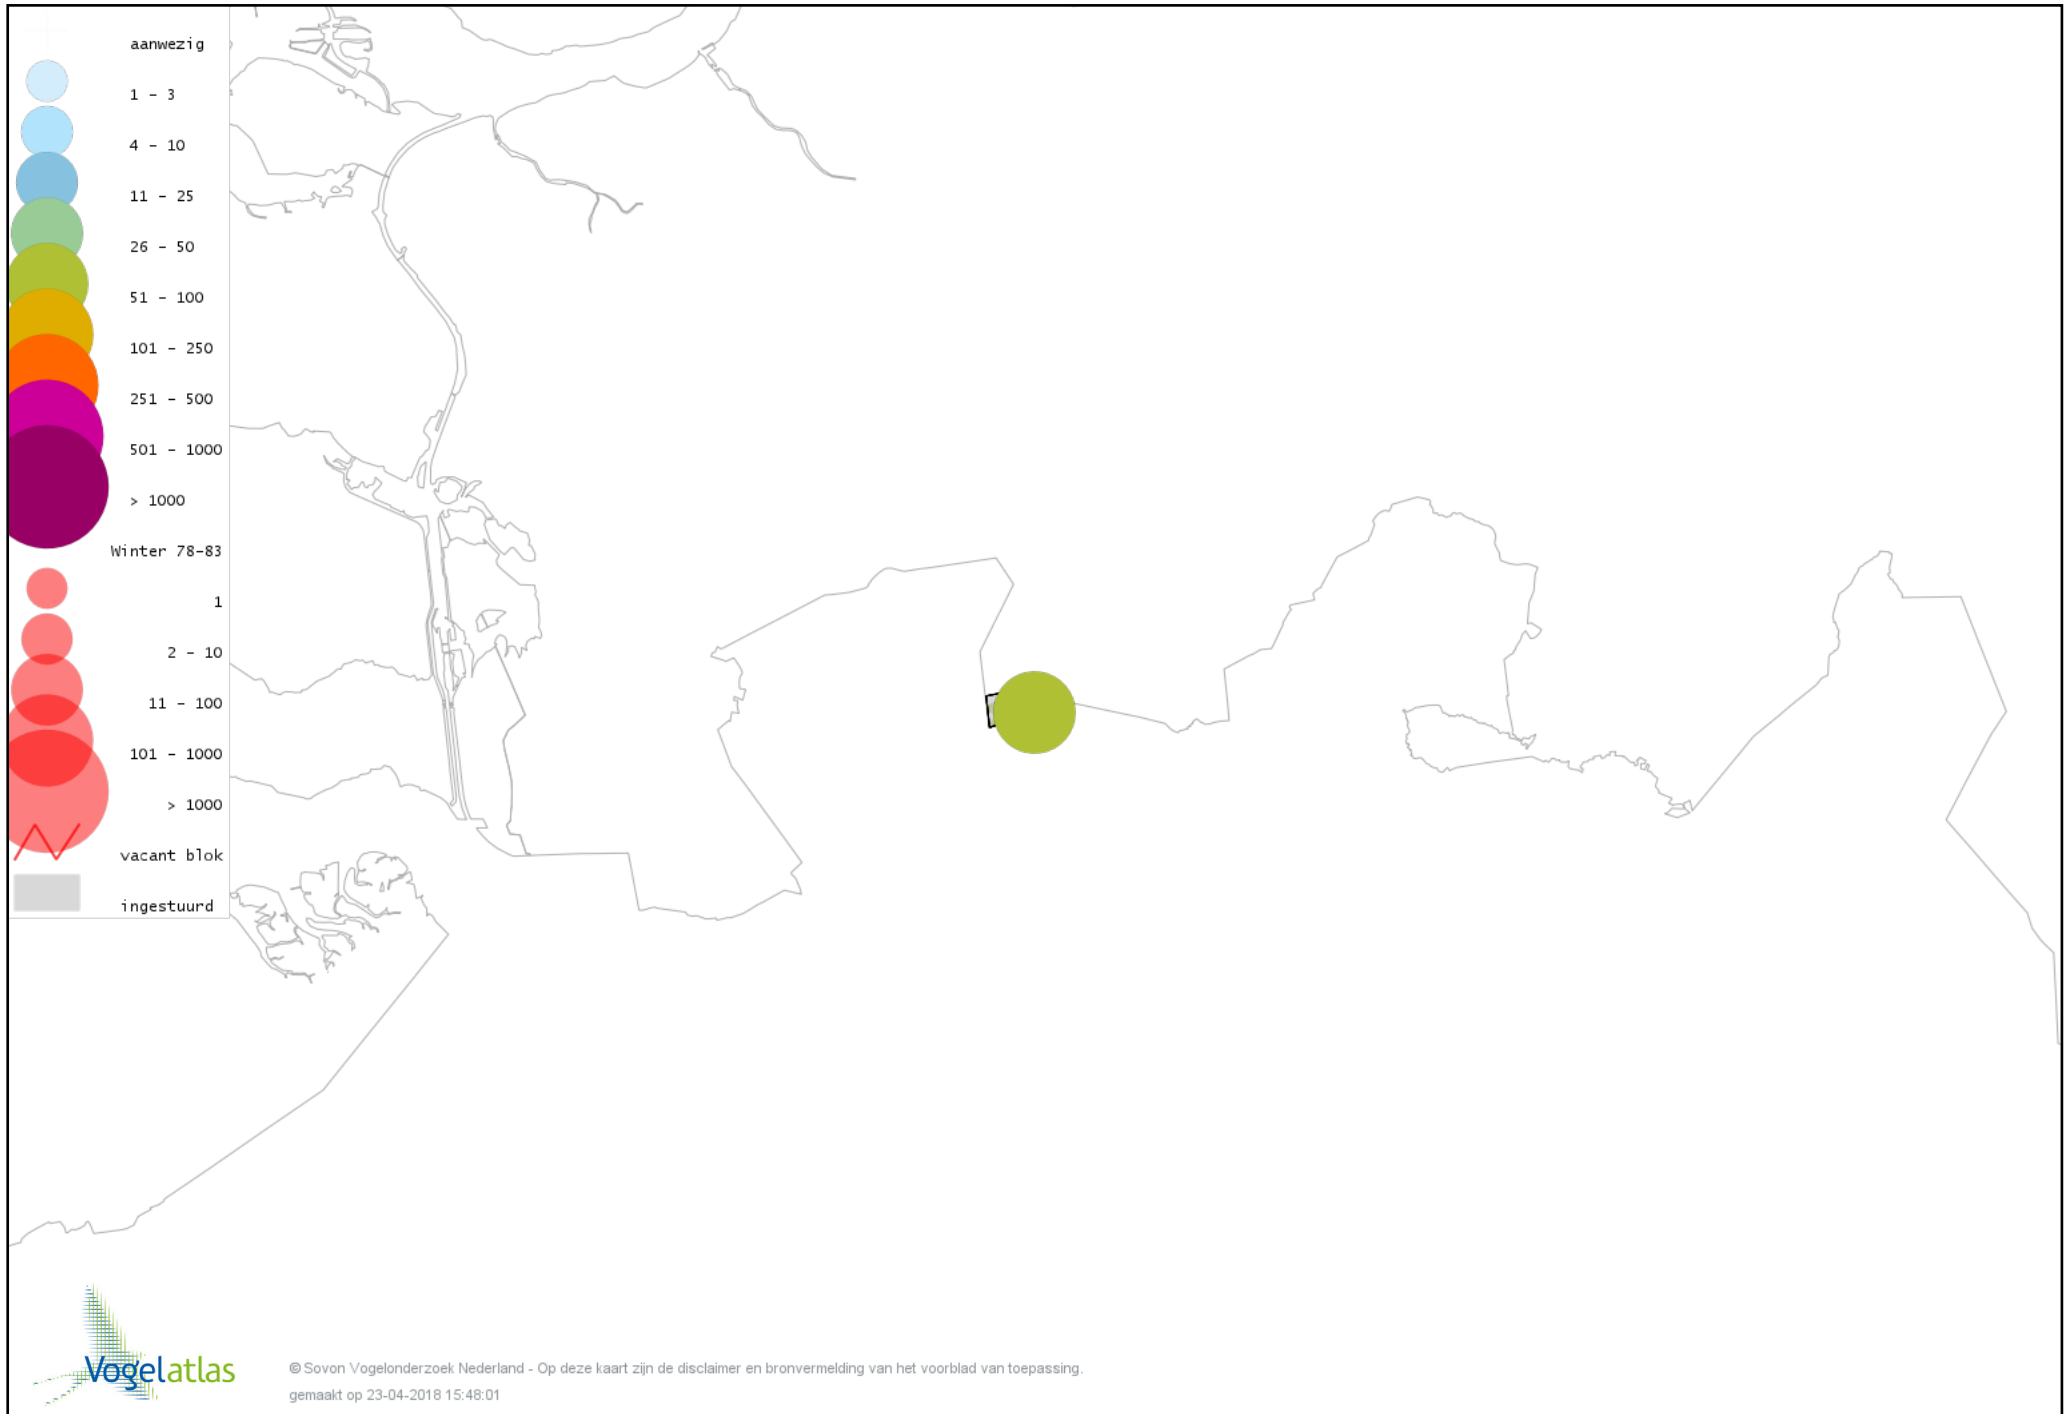 aanwezig
1 - 3
4 - 10
11 - 25
26 - 50
51 - 100
101 - 250
251 - 500
501 - 1000
> 1000
Winter 78-83
1
2 - 10
11 - 100
101 - 1000
> 1000
vacant blok
ingestuurd
Vogelatlas
© Sovon Vogelonderzoek Nederland - Op deze kaart zijn de disclaimer en bronvermelding van het voorblad van toepassing.
gemaakt op 23-04-2018 15:48:01